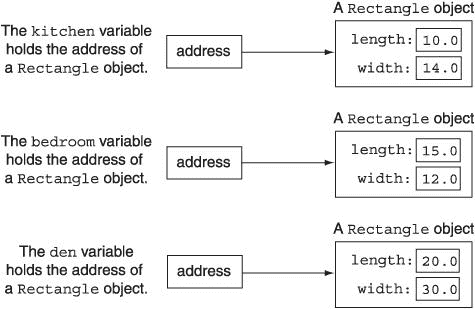 A Rectangle object
The kitchen variable
holds the address of
a Rectangle object.
address
length: 10.0
width: 14.0
A Rectangle object
The bedroom variable
holds the address of
a Rectangle object.
address
length: 15.0
width: 12.0
A Rectangle object
The den variable
holds the address of
a Rectangle object.
address
length: 20.0
width: 30.0